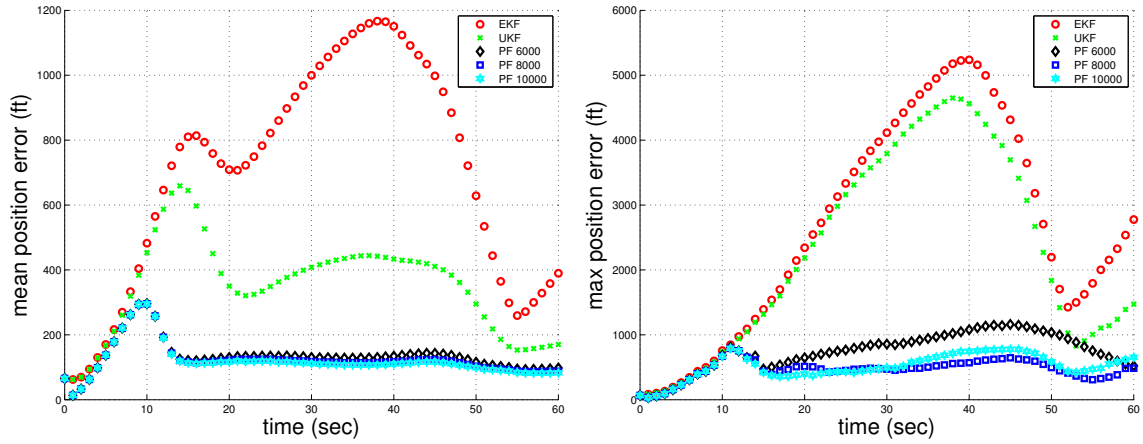 1200
1000
800
600
400
200
0
mean position error (ft)
EKF
UKF
PF 6000
PF 8000
PF 10000
0 10 20 30 40 50 60
time (sec)
6000
5000
4000
3000
2000
1000
0
max position error (ft)
EKF
UKF
PF 6000
PF 8000
PF 10000
0 10 20 30 40 50 60
time (sec)